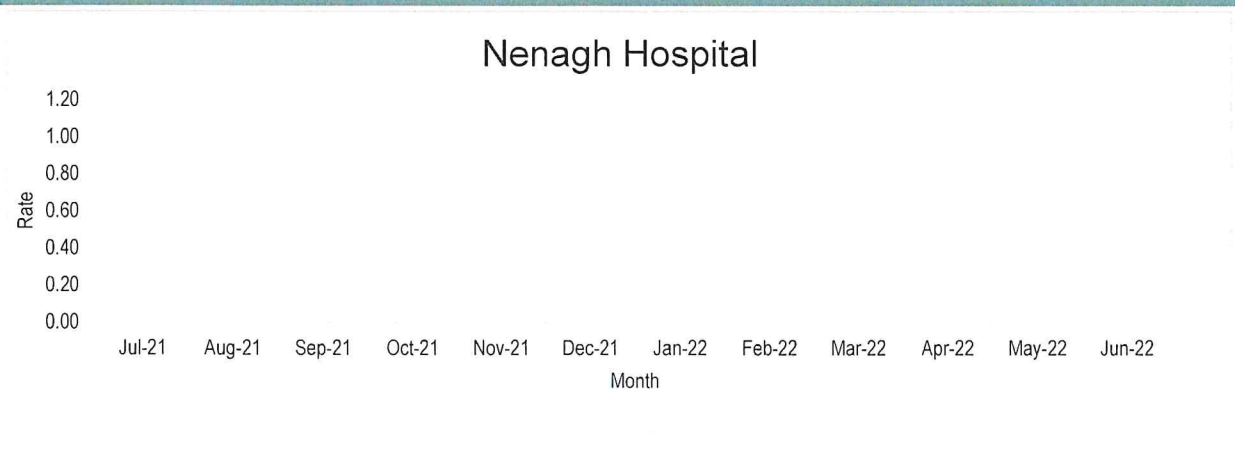 Nenagh Hospital
1.20
1.00
0.80
0.60
0.40
0.20
0.00
Rate
Jul-21 Aug-21 Sep-21 Oct-21 Nov-21 Dec-21 Jan-22 Feb-22 Mar-22 Apr-22 May-22 Jun-22
Month